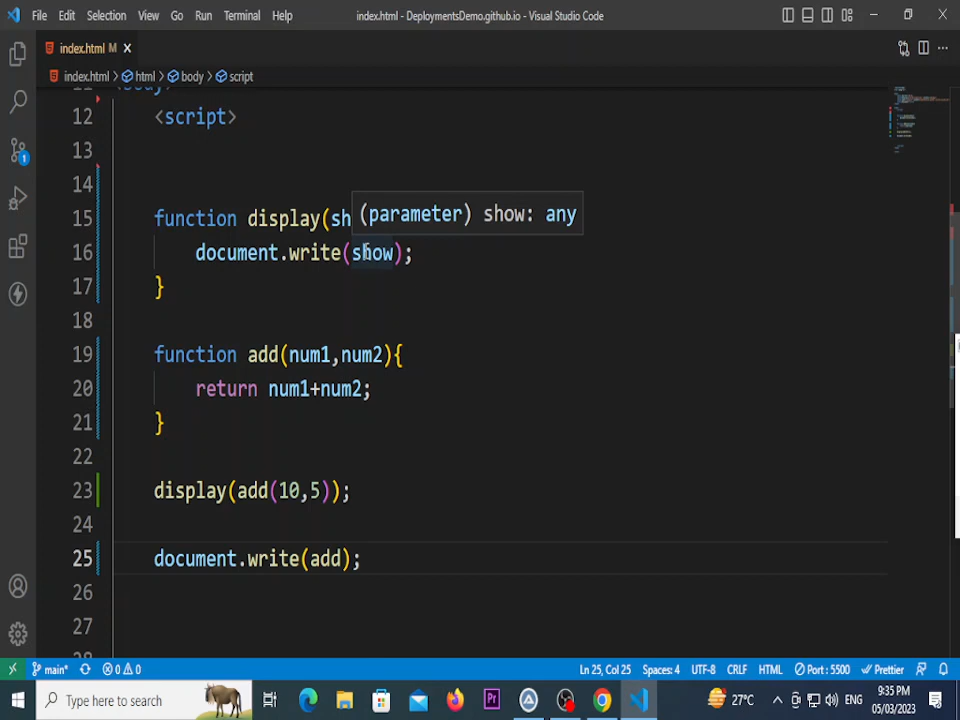 File Edit Selection View Go Run Terminal Help index.html - DeploymentsDemo.github.io - Visual Studio Code
index.html M
index.html > html > body > script
12 <script>
13
14
(parameter) show: any
15 function display(sh
16 document.write(show);
17 }
18
19 function add(num1,num2){
20 return num1+num2;
21 }
22
23 display(add(10,5));
24
25 document.write(add);
26
27
1
main* 0 0 Ln 25, Col 25 Spaces: 4 UTF-8 CRLF HTML Port : 5500 Prettier
Type here to search Pr 27°C ENG 9:35 PM
05/03/2023